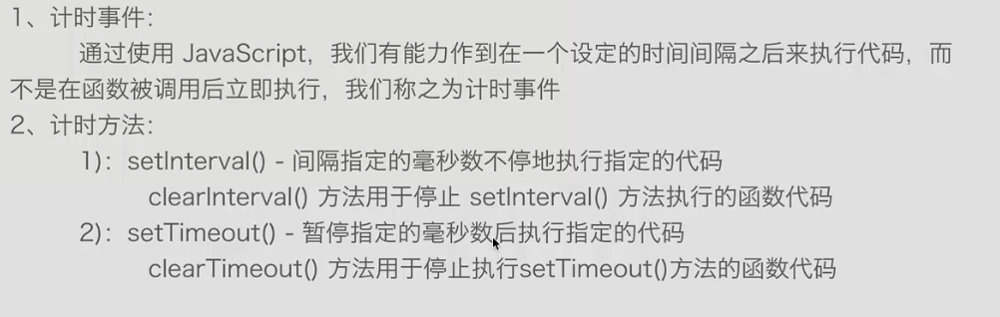 1、计时事件：
通过使用 JavaScript，我们有能力作到在一个设定的时间间隔之后来执行代码，而
不是在函数被调用后立即执行，我们称之为计时事件
2、计时方法：
1)：setInterval() - 间隔指定的毫秒数不停地执行指定的代码
clearInterval() 方法用于停止 setInterval() 方法执行的函数代码
2)：setTimeout() - 暂停指定的毫秒数后执行指定的代码
clearTimeout() 方法用于停止执行setTimeout()方法的函数代码